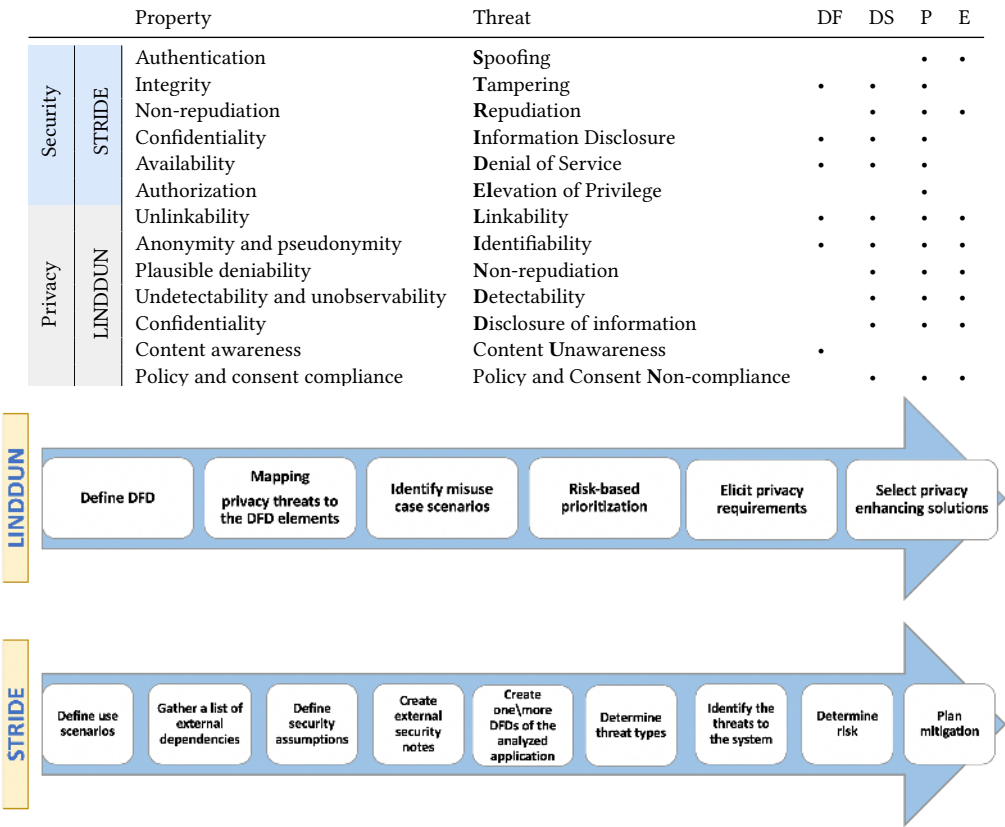 Property Threat DF DS P E
Security
STRIDE
Authentication Spoofing • •
Integrity Tampering • • •
Non-repudiation Repudiation • • •
Confidentiality Information Disclosure • • •
Availability Denial of Service • • •
Authorization Elevation of Privilege •
Privacy
LINDDUN
Unlinkability Linkability • • • •
Anonymity and pseudonymity Identifiability • • • •
Plausible deniability Non-repudiation • • •
Undetectability and unobservability Detectability • • •
Confidentiality Disclosure of information • • •
Content awareness Content Unawareness •
Policy and consent compliance Policy and Consent Non-compliance • • •
LINDDUN
Define DFD
Mapping
privacy threats to
the DFD elements
Identify misuse
case scenarios
Risk-based
prioritization
Elicit privacy
requirements
Select privacy
enhancing solutions
STRIDE
Define use
scenarios
Gather a list of
external
dependencies
Define
security
assumptions
Create
external
security
notes
Create
one\more
DFDs of the
analyzed
application
Determine
threat types
Identify the
threats to
the system
Determine
risk
Plan
mitigation